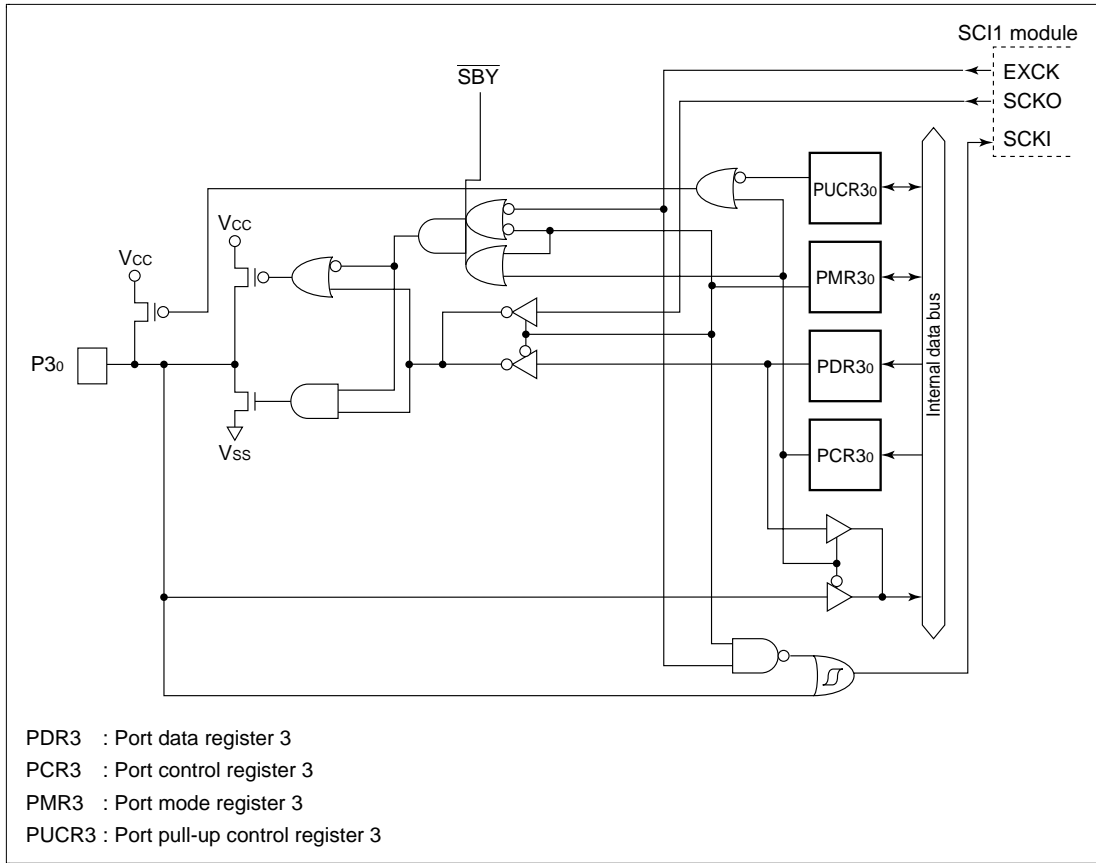 SCI1 module
EXCK
SCKO
SCKI
SBY
PUCR3₀
PMR3₀
PDR3₀
PCR3₀
Internal data bus
VCC
VCC
P3₀
VSS
PDR3 : Port data register 3
PCR3 : Port control register 3
PMR3 : Port mode register 3
PUCR3 : Port pull-up control register 3